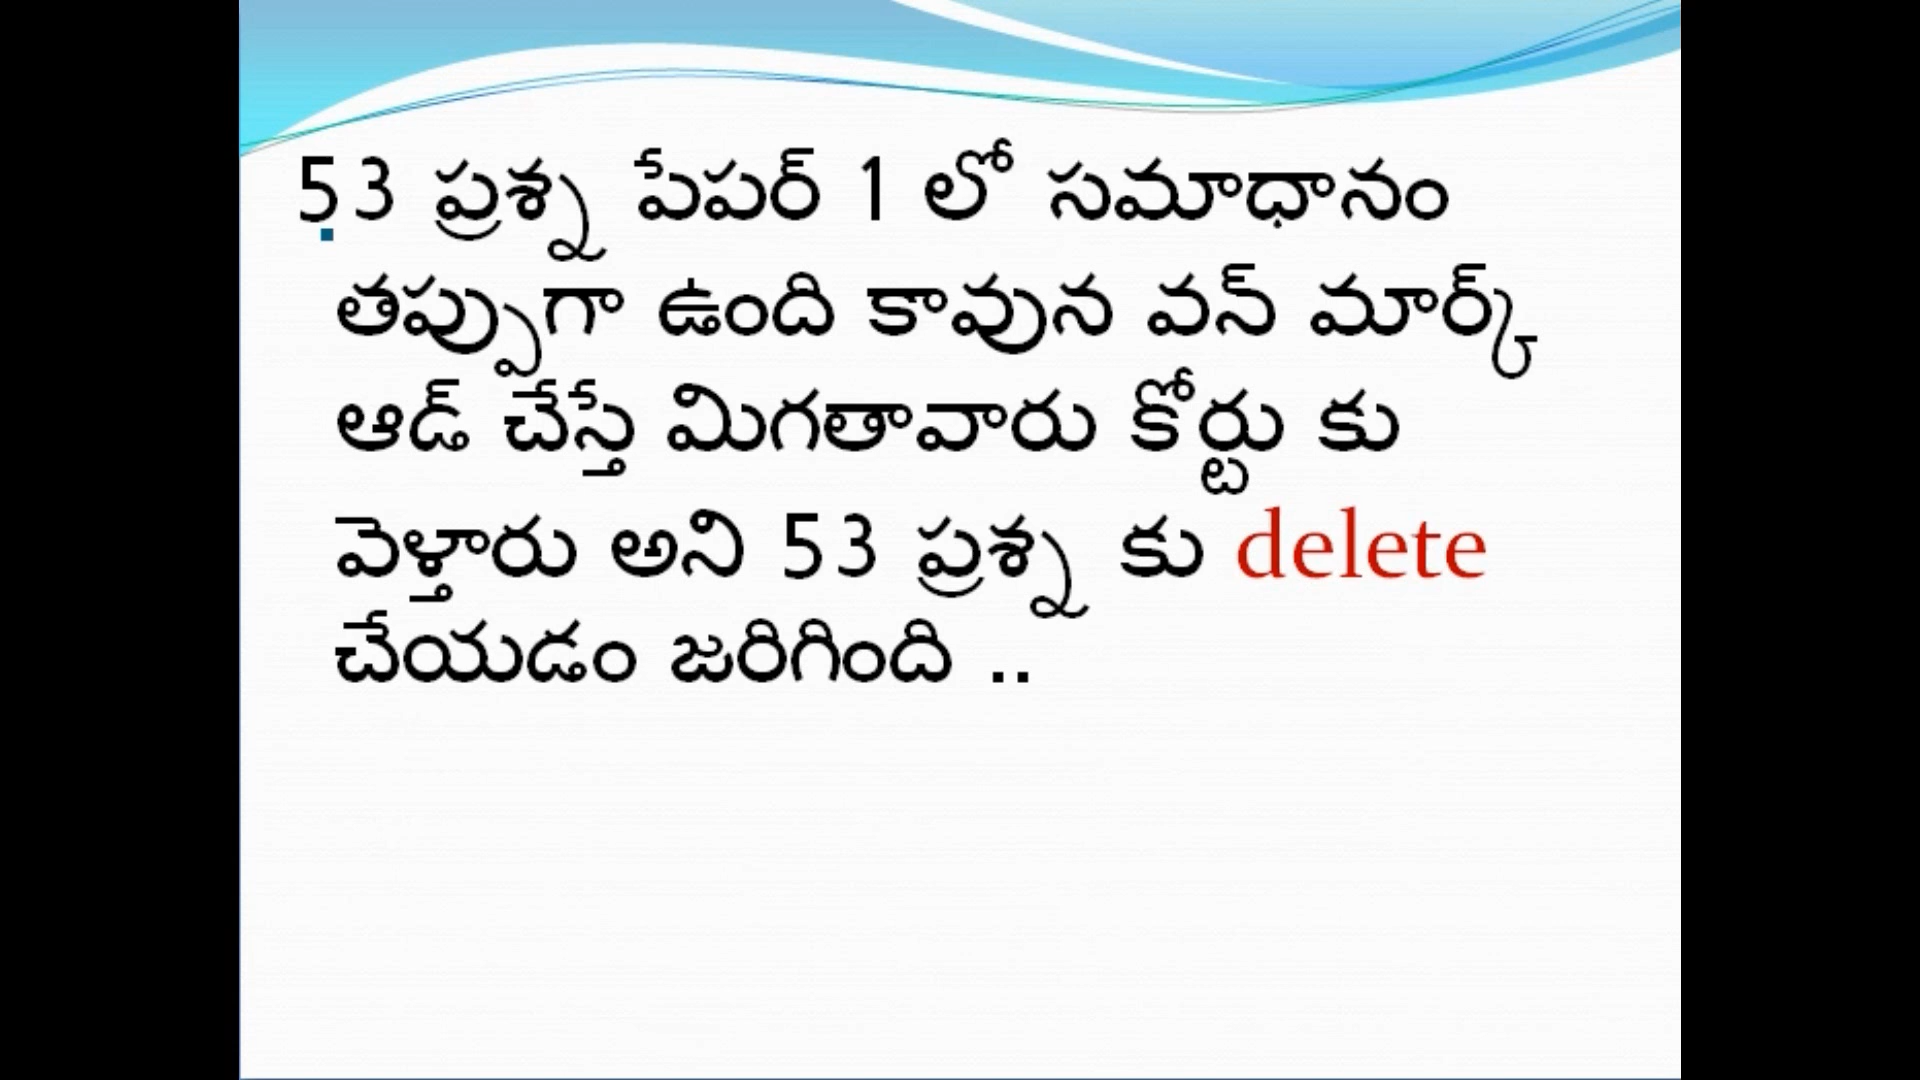 53 ప్రశ్న పేపర్ 1 లో సమాధానం
తప్పుగా ఉంది కావున వన్ మార్క్
ఆడ్ చేస్తే మిగతావారు కోర్టు కు
వెళ్తారు అని 53 ప్రశ్న కు delete
చేయడం జరిగింది ..